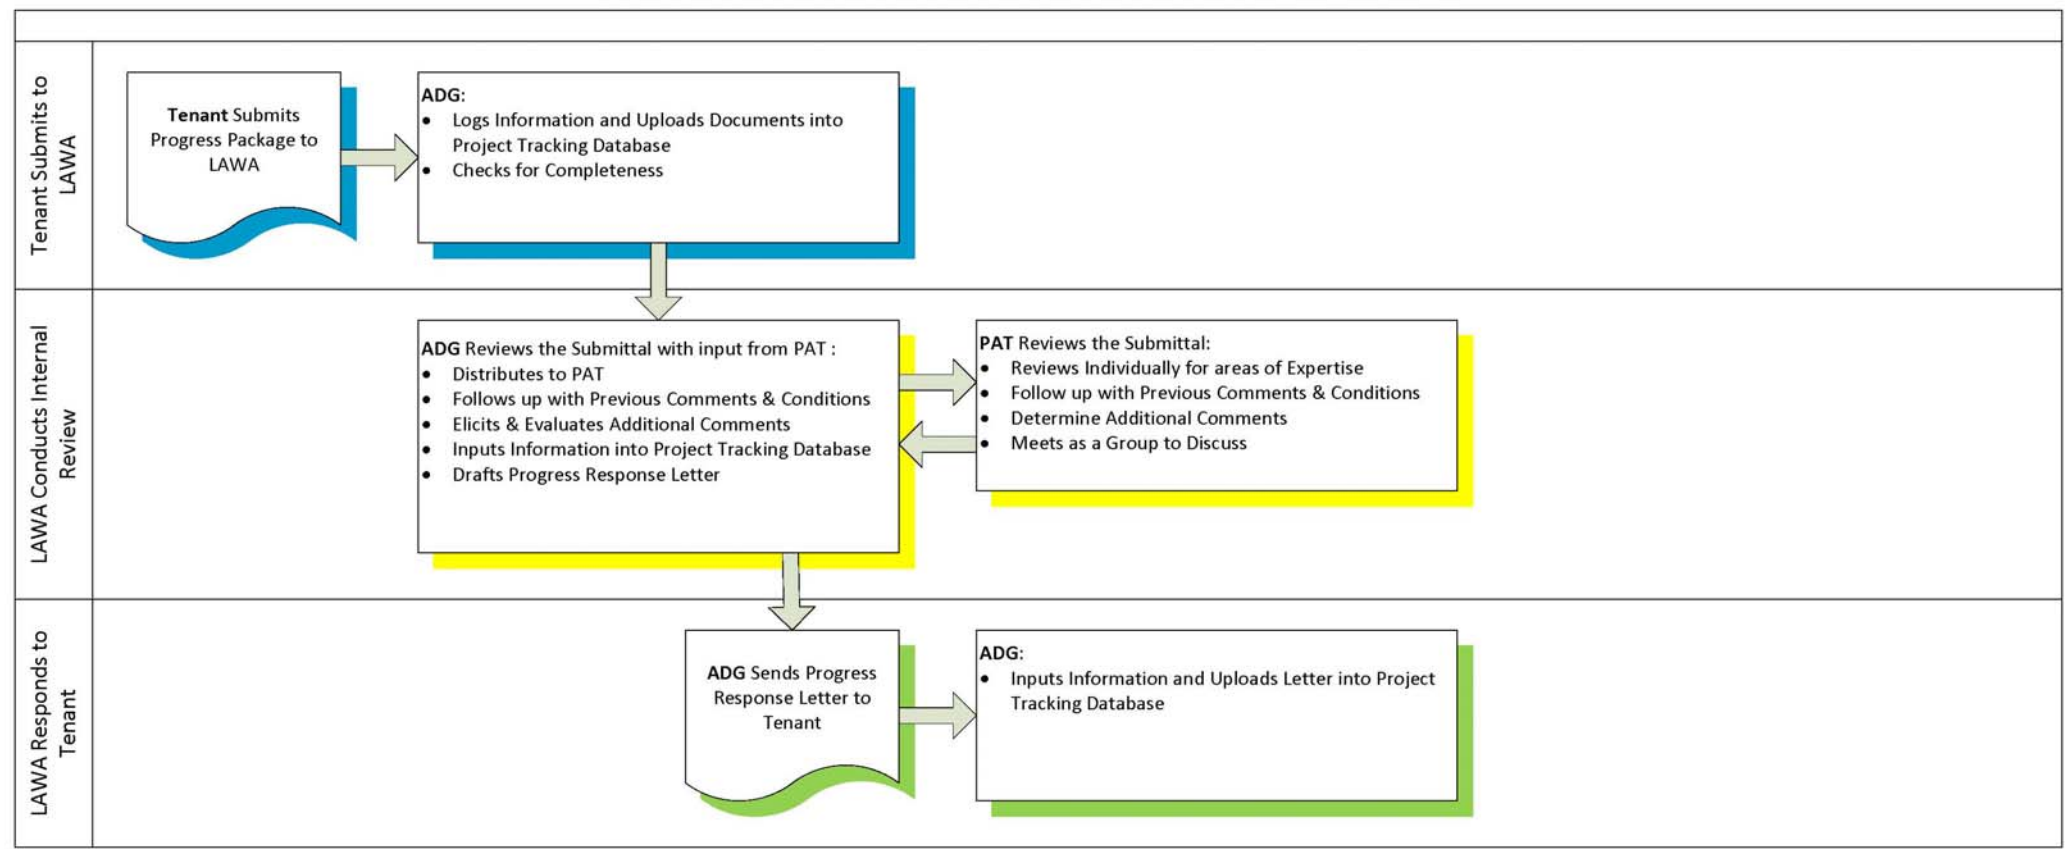 Tenant Submits to
LAWA
Tenant Submits
Progress Package to
LAWA
ADG:
• Logs Information and Uploads Documents into
Project Tracking Database
• Checks for Completeness
LAWA Conducts Internal
Review
ADG Reviews the Submittal with input from PAT :
• Distributes to PAT
• Follows up with Previous Comments & Conditions
• Elicits & Evaluates Additional Comments
• Inputs Information into Project Tracking Database
• Drafts Progress Response Letter
PAT Reviews the Submittal:
• Reviews Individually for areas of Expertise
• Follow up with Previous Comments & Conditions
• Determine Additional Comments
• Meets as a Group to Discuss
LAWA Responds to
Tenant
ADG Sends Progress
Response Letter to
Tenant
ADG:
• Inputs Information and Uploads Letter into Project
Tracking Database